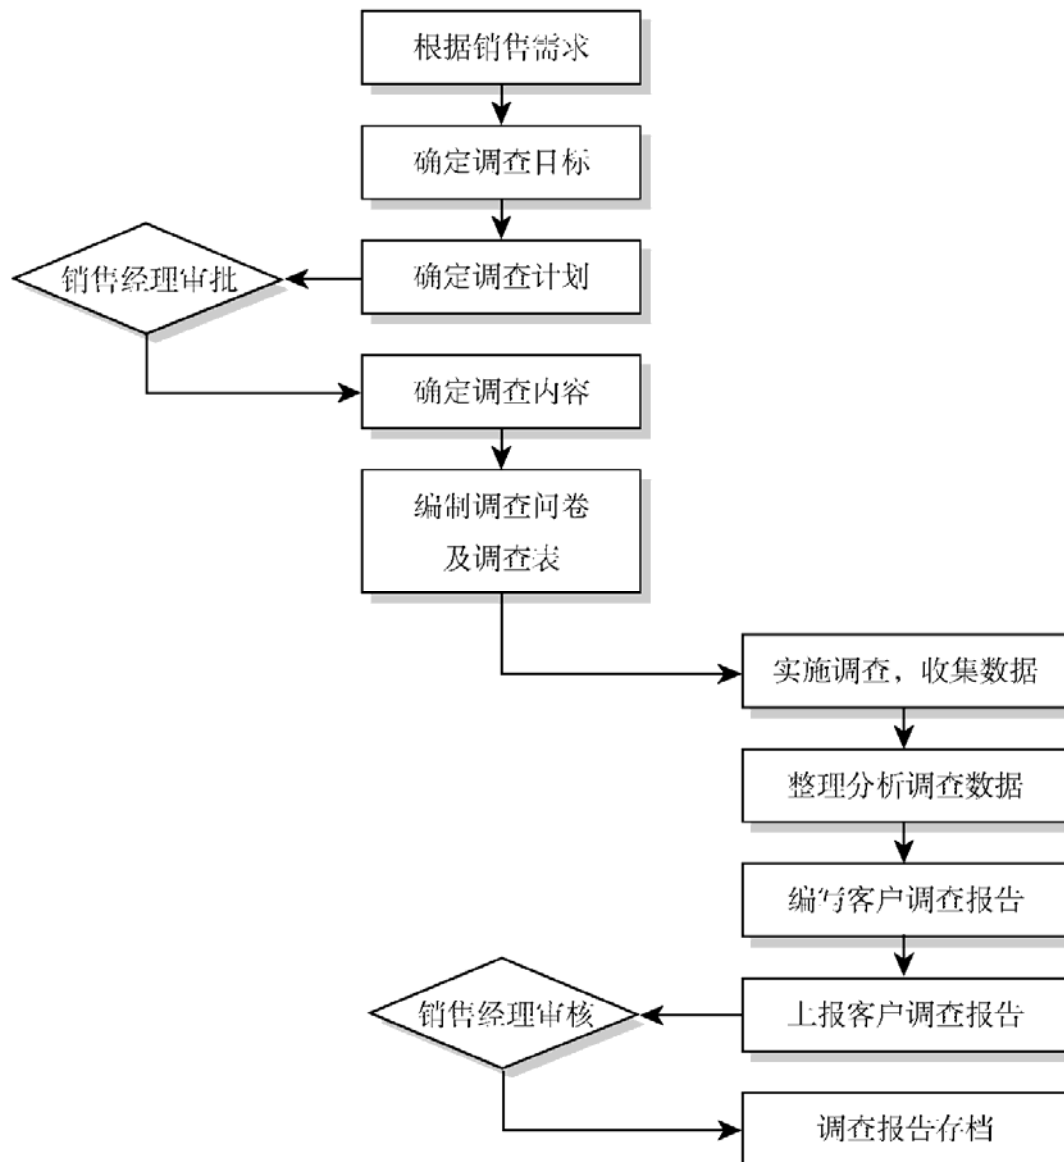 根据销售需求
确定调查目标
确定调查计划
销售经理审批
确定调查内容
编制调查问卷
及调查表
实施调查，收集数据
整理分析调查数据
编写客户调查报告
上报客户调查报告
销售经理审核
调查报告存档